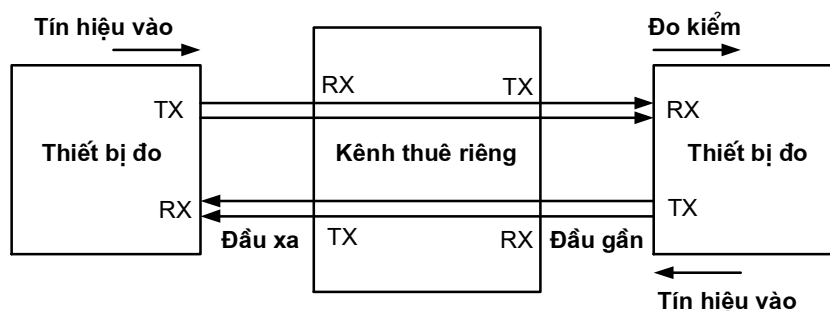 Tín hiệu vào
Đo kiểm
RX
TX
TX
RX
Thiết bị đo
Kênh thuê riêng
Thiết bị đo
RX
TX
Đầu xa
TX
RX
Đầu gần
Tín hiệu vào